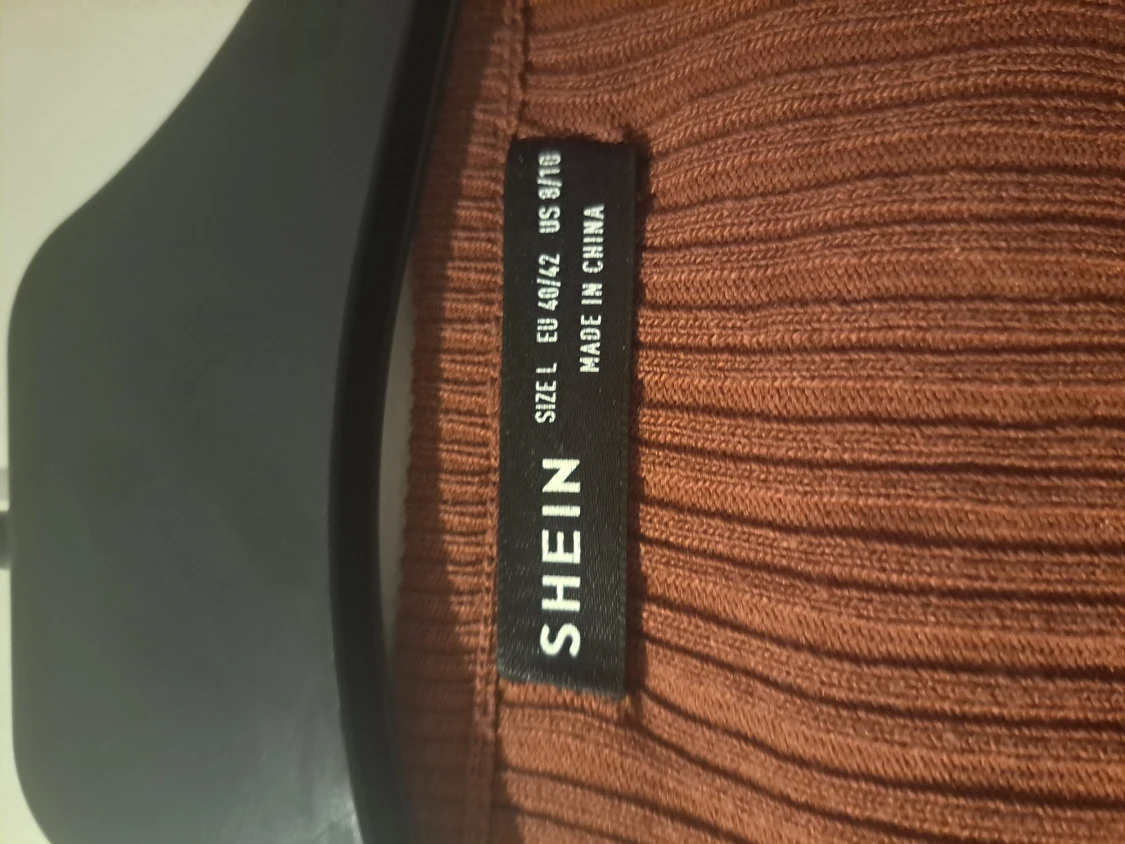 SHEIN
SIZE L EU 40/42 US 8/10
MADE IN CHINA